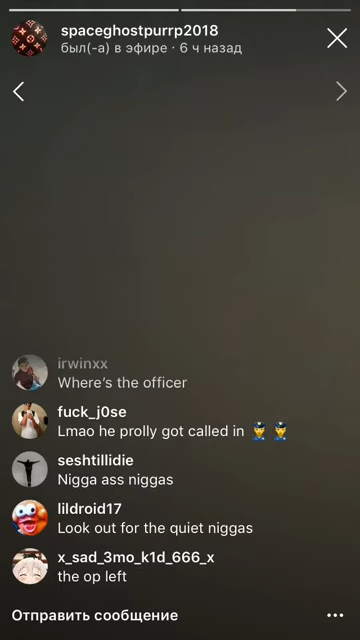 spaceghostpurrp2018
был(-а) в эфире · 6 ч назад
irwinxx
Where's the officer
fuck_j0se
Lmao he prolly got called in 👮 👮
seshtillidie
Nigga ass niggas
lildroid17
Look out for the quiet niggas
x_sad_3mo_k1d_666_x
the op left
Отправить сообщение